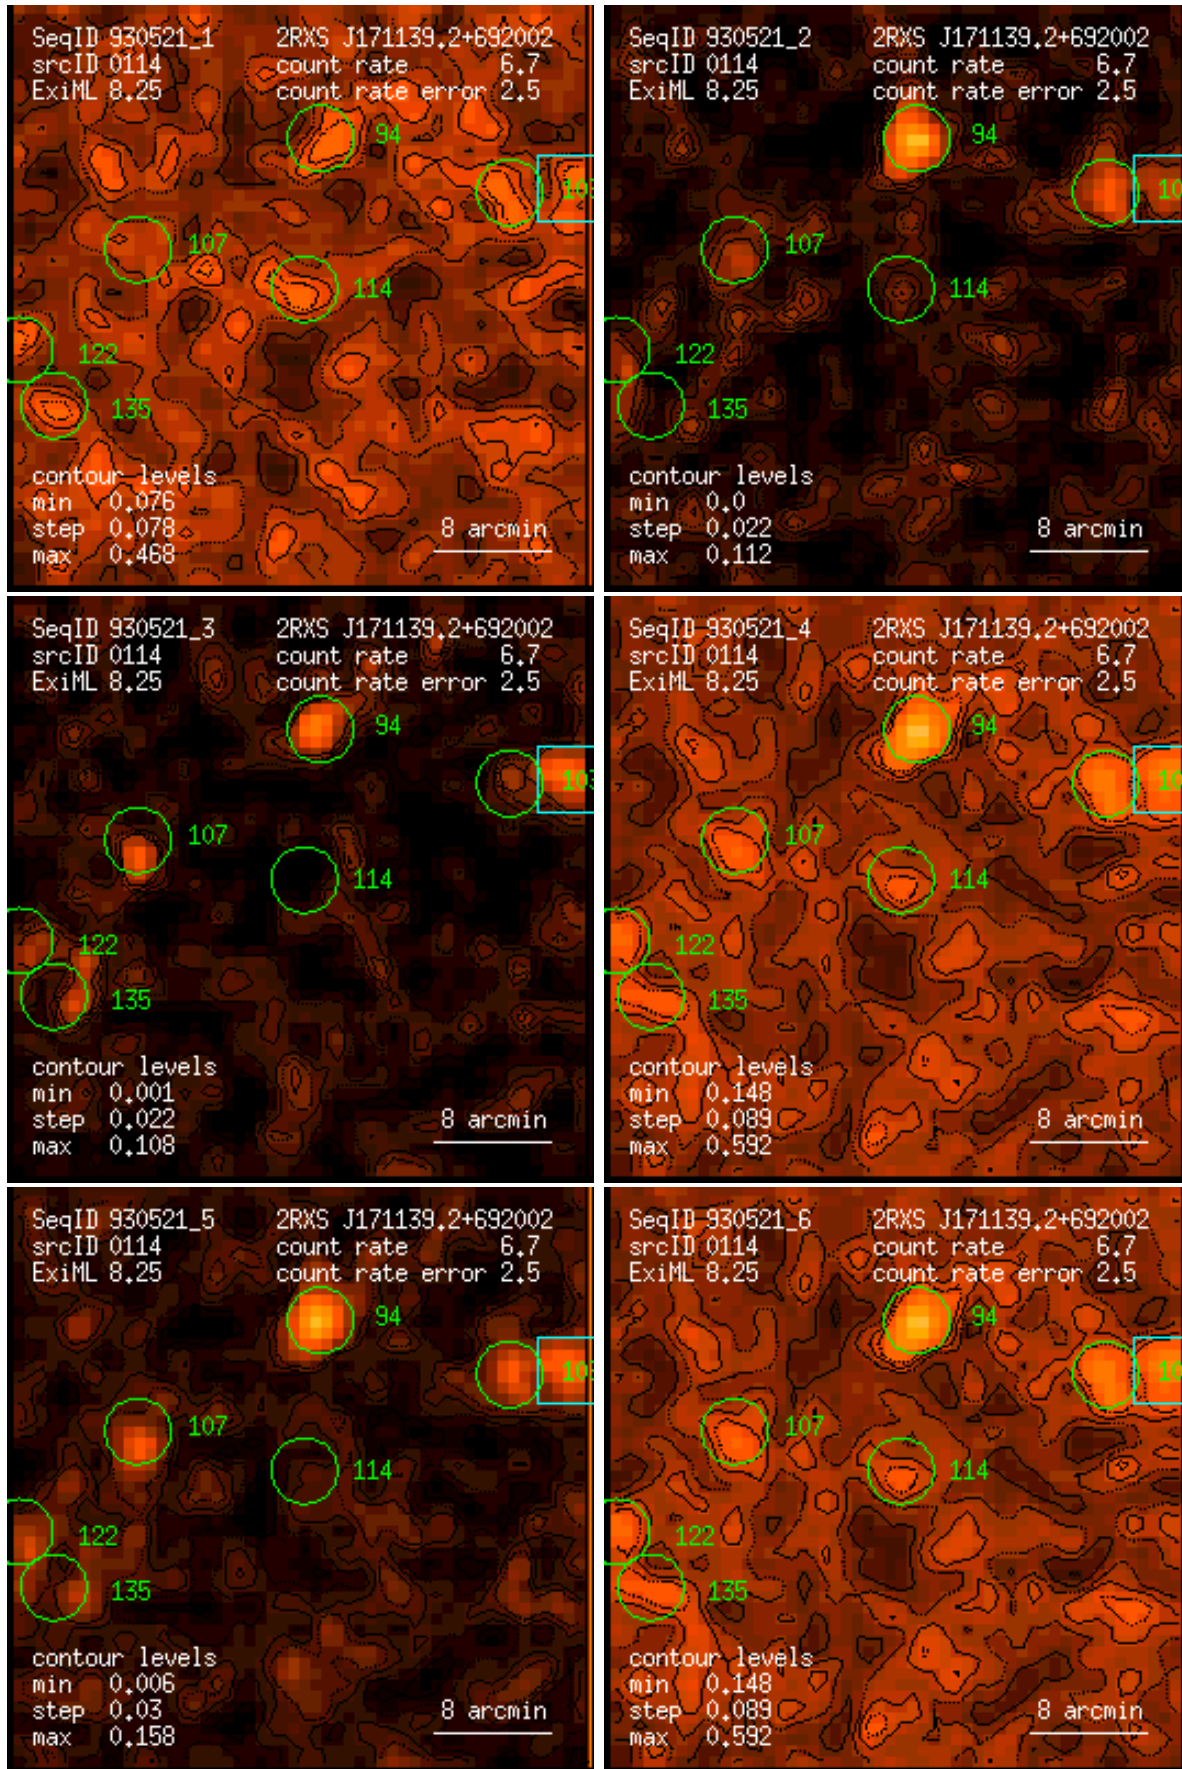 SeqID 930521_1 2RXS J171139.2+692002
srcID 0114 count rate 6.7
ExiML 8.25 count rate error 2.5
94
103
107
114
122
135
contour levels
min 0.076
step 0.078 8 arcmin
max 0.468
SeqID 930521_2 2RXS J171139.2+692002
srcID 0114 count rate 6.7
ExiML 8.25 count rate error 2.5
94
10
107
114
122
135
contour levels
min 0.0
step 0.022 8 arcmin
max 0.112
SeqID 930521_3 2RXS J171139.2+692002
srcID 0114 count rate 6.7
ExiML 8.25 count rate error 2.5
94
103
107
114
122
135
contour levels
min 0.001
step 0.022 8 arcmin
max 0.108
SeqID 930521_4 2RXS J171139.2+692002
srcID 0114 count rate 6.7
ExiML 8.25 count rate error 2.5
94
10
107
114
122
135
contour levels
min 0.148
step 0.089 8 arcmin
max 0.592
SeqID 930521_5 2RXS J171139.2+692002
srcID 0114 count rate 6.7
ExiML 8.25 count rate error 2.5
94
103
107
114
122
135
contour levels
min 0.006
step 0.03 8 arcmin
max 0.158
SeqID 930521_6 2RXS J171139.2+692002
srcID 0114 count rate 6.7
ExiML 8.25 count rate error 2.5
94
10
107
114
122
135
contour levels
min 0.148
step 0.089 8 arcmin
max 0.592